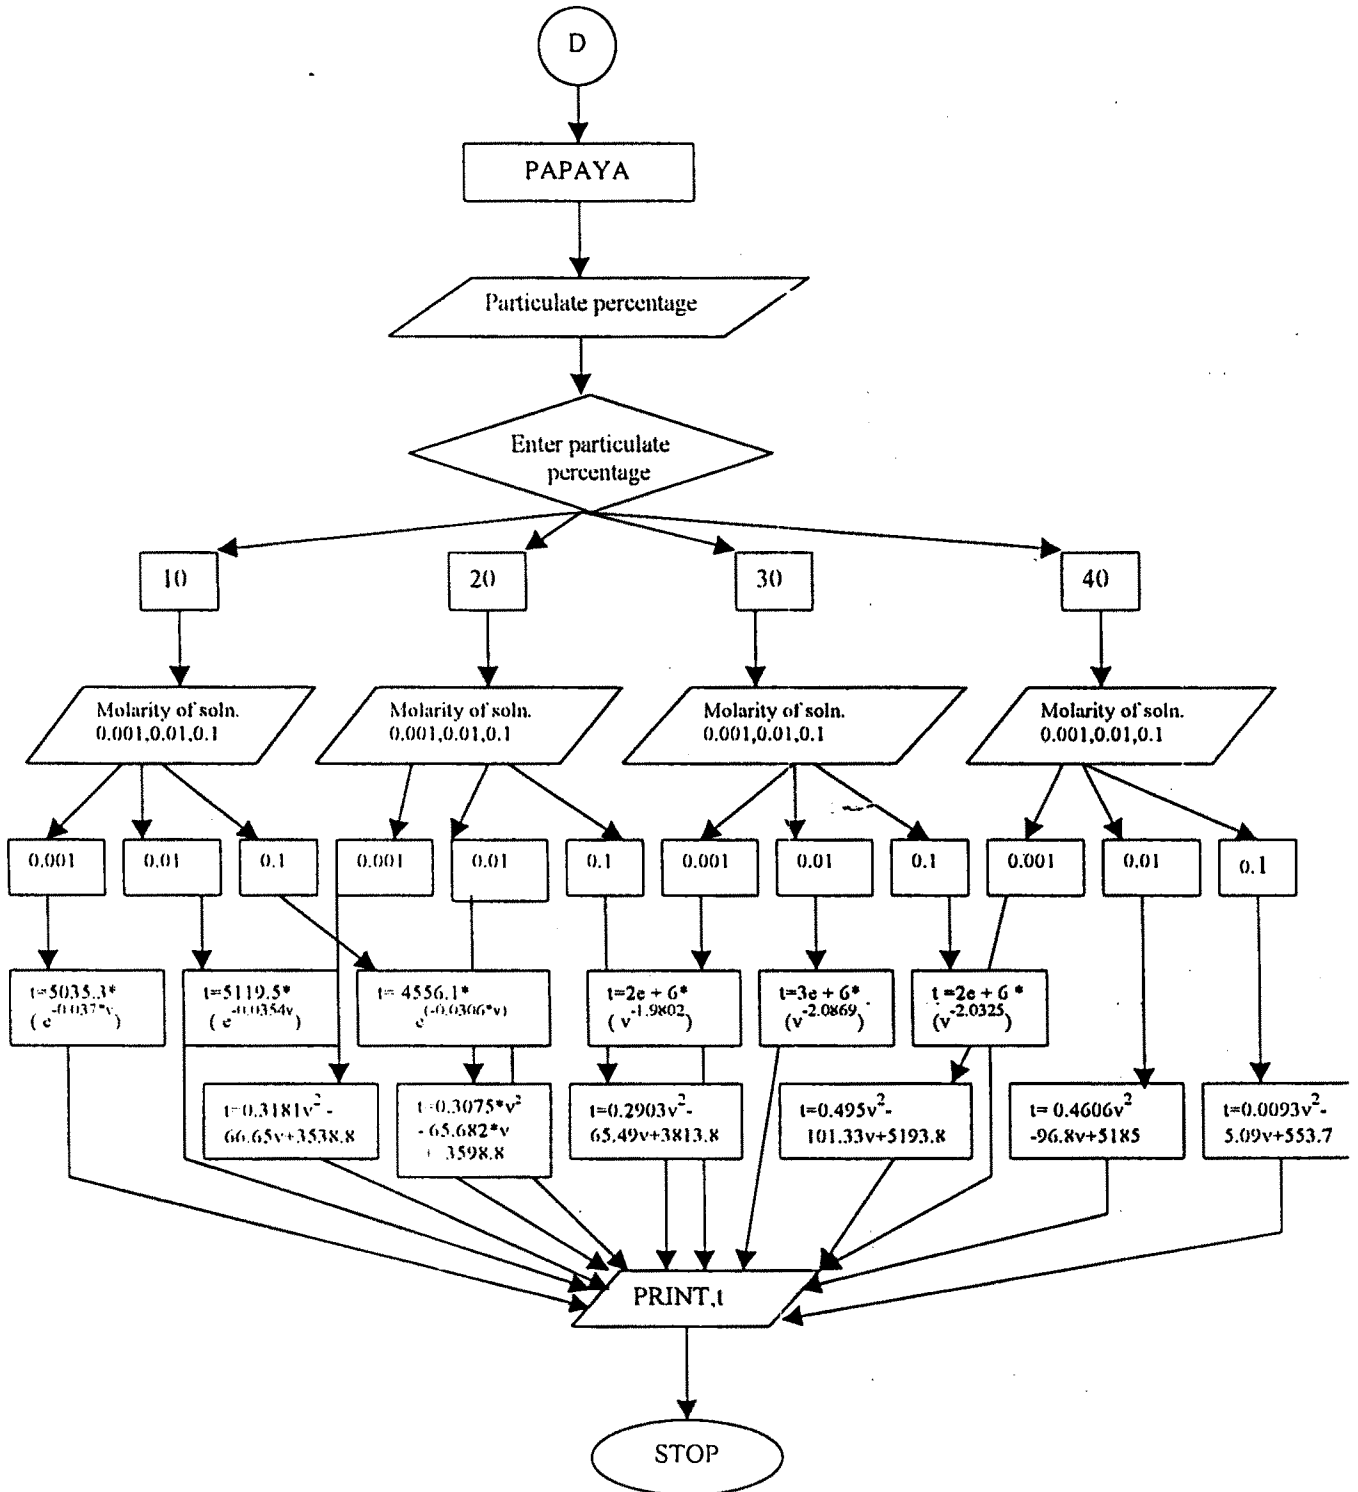 D
PAPAYA
Particulate percentage
Enter particulate
percentage
10
20
30
40
Molarity of soln.
0.001,0.01,0.1
Molarity of soln.
0.001,0.01,0.1
Molarity of soln.
0.001,0.01,0.1
Molarity of soln.
0.001,0.01,0.1
0.001
0.01
0.1
0.001
0.01
0.1
0.001
0.01
0.1
0.001
0.01
0.1
t=5035.3*
(e^-0.037*v)
t=5119.5*
(e^-0.0354v)
t= 4556.1*
e^(-0.0306*v)
t=2e + 6*
(v^-1.9802)
t=3e + 6*
(v^-2.0869)
t =2e + 6 *
(v^-2.0325)
t=0.3181v² -
66.65v+3538.8
t=0.3075*v²
- 65.682*v
+ 3598.8
t=0.2903v²-
65.49v+3813.8
t=0.495v²-
101.33v+5193.8
t= 0.4606v²
-96.8v+5185
t=0.0093v²-
5.09v+553.7
PRINT,t
STOP